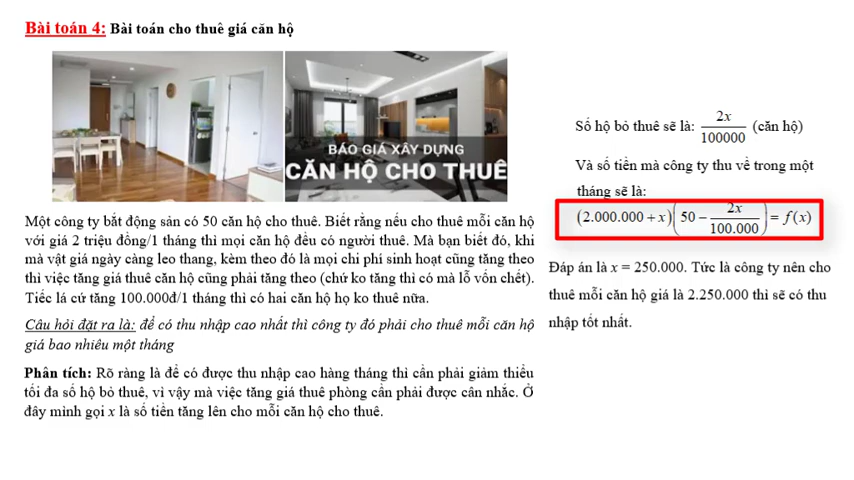 Bài toán 4: Bài toán cho thuê giá căn hộ
BÁO GIÁ XÂY DỰNG
CĂN HỘ CHO THUÊ
Một công ty bất động sản có 50 căn hộ cho thuê. Biết rằng nếu cho thuê mỗi căn hộ
với giá 2 triệu đồng/1 tháng thì mọi căn hộ đều có người thuê. Mà bạn biết đó, khi
mà vật giá ngày càng leo thang, kèm theo đó là mọi chi phí sinh hoạt cũng tăng theo
thì việc tăng giá thuê căn hộ cũng phải tăng theo (chứ ko tăng thì có mà lỗ vốn chết).
Tiếc lá cứ tăng 100.000đ/1 tháng thì có hai căn hộ họ ko thuê nữa.
Câu hỏi đặt ra là: để có thu nhập cao nhất thì công ty đó phải cho thuê mỗi căn hộ
giá bao nhiêu một tháng
Phân tích: Rõ ràng là để có được thu nhập cao hàng tháng thì cần phải giảm thiểu
tối đa số hộ bỏ thuê, vì vậy mà việc tăng giá thuê phòng cần phải được cân nhắc. Ở
đây mình gọi x là số tiền tăng lên cho mỗi căn hộ cho thuê.
Số hộ bỏ thuê sẽ là: 2x/100000 (căn hộ)
Và số tiền mà công ty thu về trong một
tháng sẽ là:
(2.000.000 + x)(50 − 2x/100.000) = f(x)
Đáp án là x = 250.000. Tức là công ty nên cho
thuê mỗi căn hộ giá là 2.250.000 thì sẽ có thu
nhập tốt nhất.